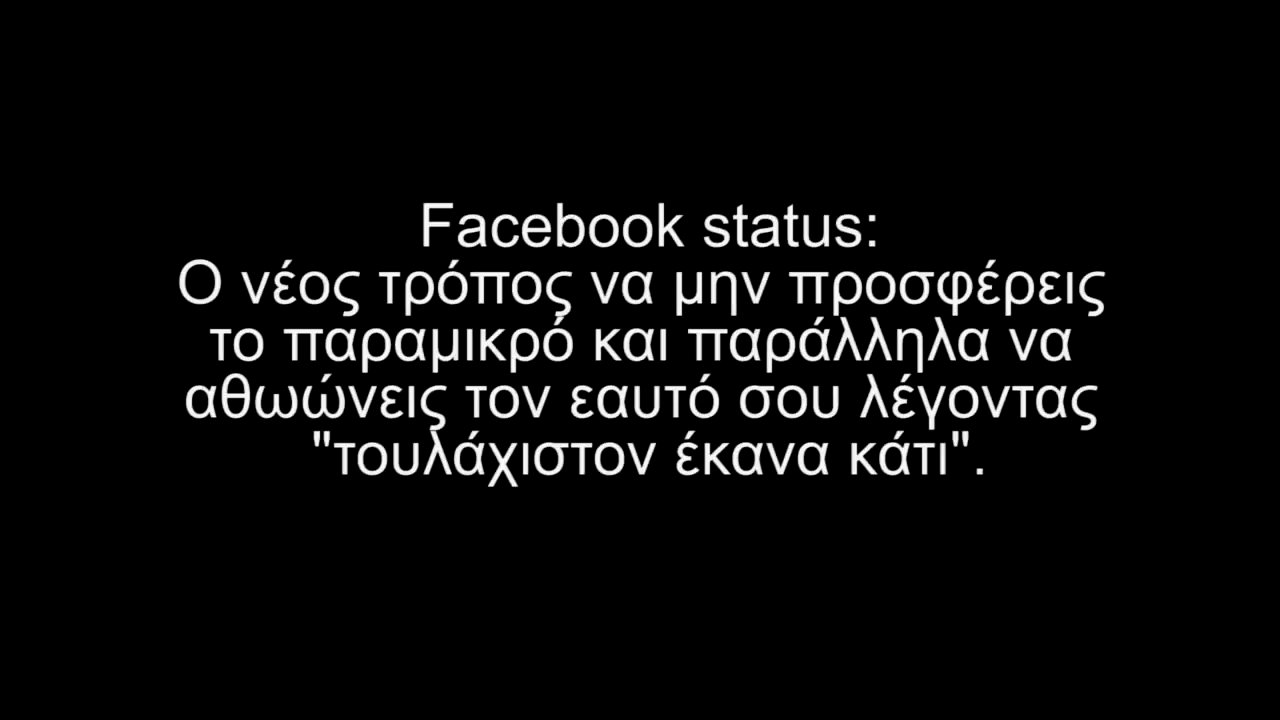 Facebook status:
Ο νέος τρόπος να μην προσφέρεις
το παραμικρό και παράλληλα να
αθωώνεις τον εαυτό σου λέγοντας
"τουλάχιστον έκανα κάτι".